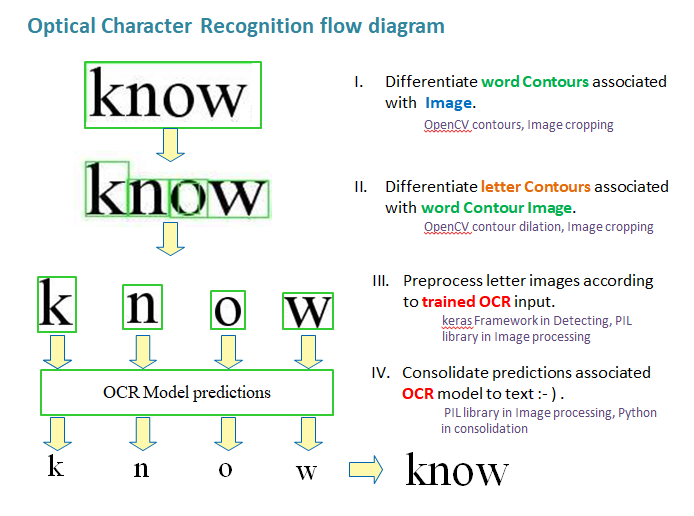 Optical Character Recognition flow diagram
know
I. Differentiate word Contours associated
with Image.
OpenCV contours, Image cropping
know
II. Differentiate letter Contours associated
with word Contour Image.
OpenCV contour dilation, Image cropping
k n o w
III. Preprocess letter images according
to trained OCR input.
keras Framework in Detecting, PIL
library in Image processing
OCR Model predictions
IV. Consolidate predictions associated
OCR model to text :- ) .
PIL library in Image processing, Python
in consolidation
k n o w know